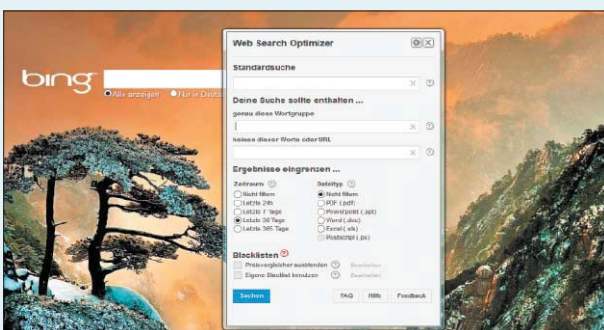 bing
Alle anzeigen Nur in Deuts
Web Search Optimizer
Standardsuche
Deine Suche sollte enthalten ...
genau diese Wortgruppe
keines dieser Worte oder URL
Ergebnisse eingrenzen ...
Zeitraum Dateityp
Nicht filtern Nicht filtern
Letzte 24h PDF (.pdf)
Letzte 7 Tage Powerpoint (.ppt)
Letzte 30 Tage Word (.doc)
Letzte 365 Tage Excel (.xls)
Postscript (.ps)
Blacklisten
Preisvergleicher ausblenden Bearbeiten
Eigene Blacklist benutzen Bearbeiten
Suchen FAQ Hilfe Feedback